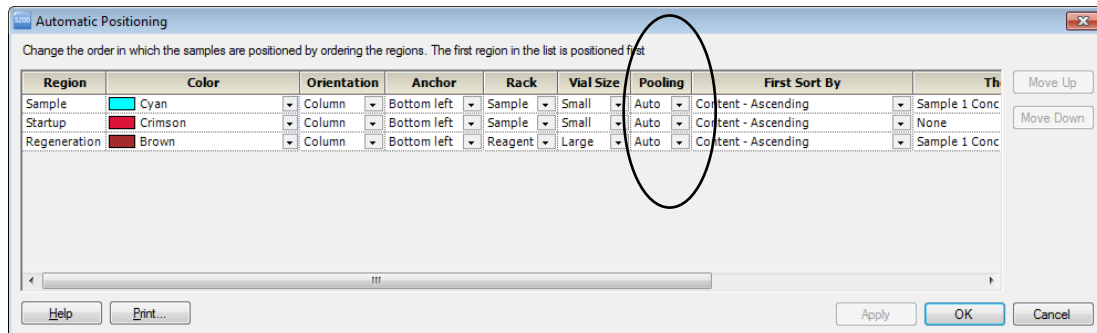 S200 Automatic Positioning
Change the order in which the samples are positioned by ordering the regions. The first region in the list is positioned first
Region Color Orientation Anchor Rack Vial Size Pooling First Sort By The
Sample Cyan Column Bottom left Sample Small Auto Content - Ascending Sample 1 Conc
Startup Crimson Column Bottom left Sample Small Auto Content - Ascending None
Regeneration Brown Column Bottom left Reagent Large Auto Content - Ascending Sample 1 Conc
Move Up
Move Down
Help Print... Apply OK Cancel